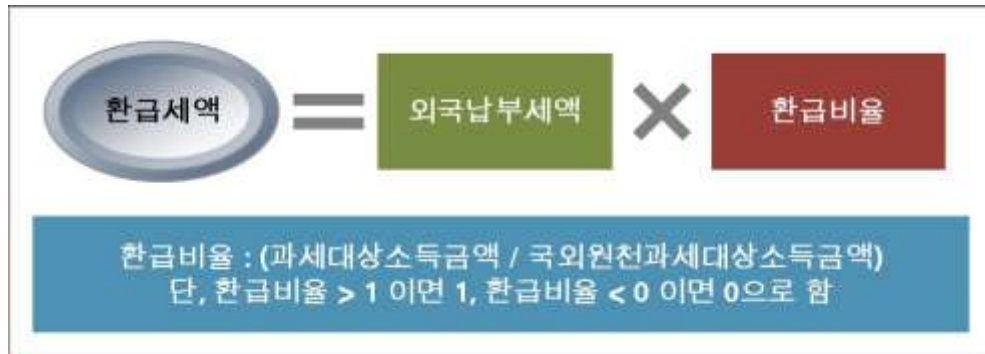 환급세액 = 외국납부세액 × 환급비율
환급비율 : (과세대상소득금액 / 국외원천과세대상소득금액)
단, 환급비율 > 1 이면 1, 환급비율 < 0 이면 0으로 함